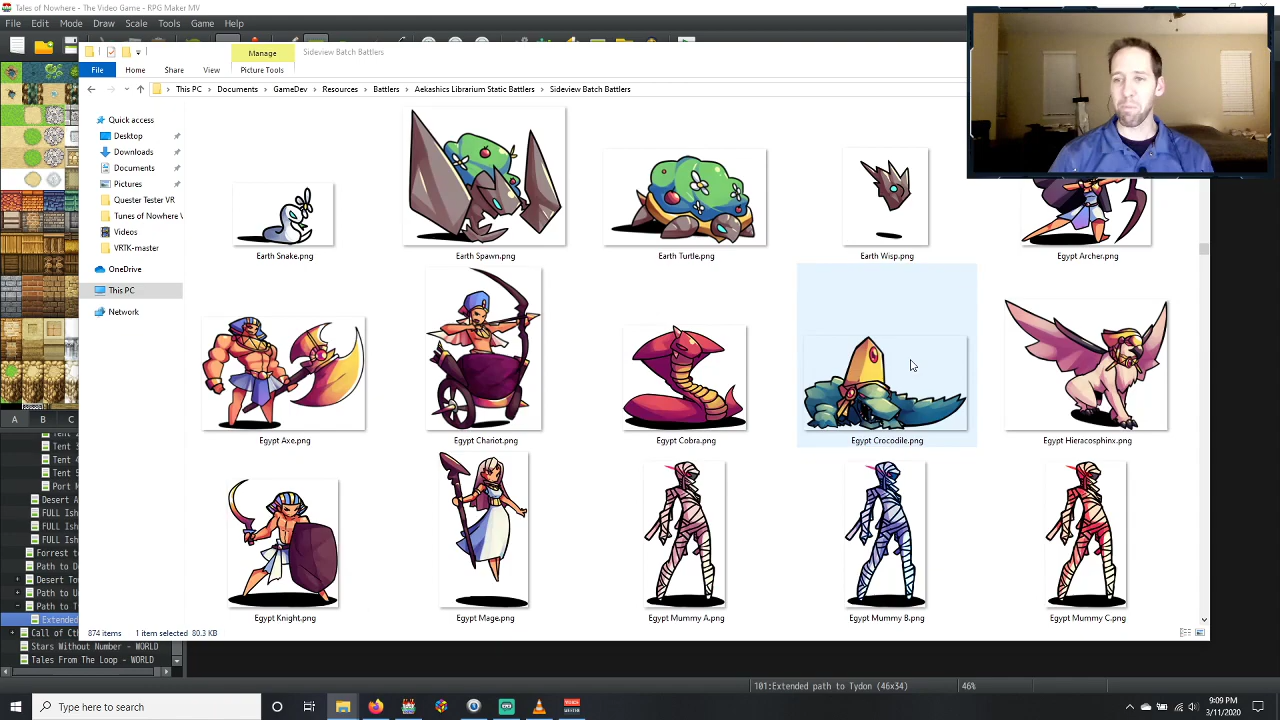 Tales of Nowhere - The Video Game - RPG Maker MV
File Edit Mode Draw Scale Tools Game Help
Manage
Sideview Batch Battlers
File Home Share View Picture Tools
This PC Documents GameDev Resources Battlers Aekashics Librarium Static Battlers Sideview Batch Battlers
Quick access
Desktop
Downloads
Documents
Pictures
Quester Tester VR
Tunes of Nowhere V
Videos
VRTK-master
OneDrive
This PC
Network
Earth Snake.png
Earth Spawn.png
Earth Turtle.png
Earth Wisp.png
Egypt Archer.png
Egypt Axe.png
Egypt Chariot.png
Egypt Cobra.png
Egypt Crocodile.png
Egypt Hieracosphinx.png
Egypt Knight.png
Egypt Mage.png
Egypt Mummy A.png
Egypt Mummy B.png
Egypt Mummy C.png
A B C
Tent 3
Tent 4
Tent 5
Port M
Desert A
FULL Ish
FULL Ish
FULL Ish
Forrest t
Path to D
Desert To
Path to U
Path to T
Extended
Call of Ct
Stars Without Number - WORLD
Tales From The Loop - WORLD
874 items 1 item selected 80.3 KB
101:Extended path to Tydon (46x34) 46%
Type here to search
9:09 PM
3/11/2020